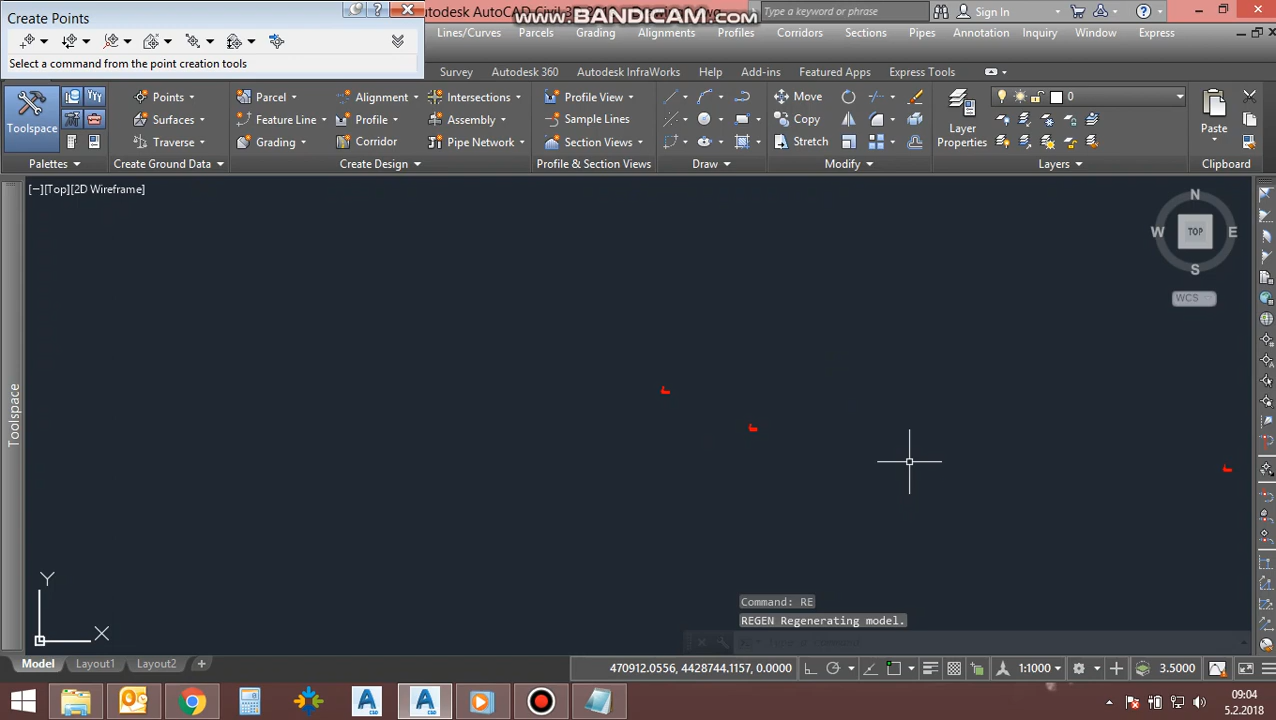 Create Points
?
Select a command from the point creation tools
Autodesk AutoCAD Civil 3D
www.BANDICAM.com
Type a keyword or phrase
Sign In
Lines/Curves Parcels Grading Alignments Profiles Corridors Sections Pipes Annotation Inquiry Window Express
Survey Autodesk 360 Autodesk InfraWorks Help Add-ins Featured Apps Express Tools
Toolspace
Palettes
Points
Surfaces
Traverse
Create Ground Data
Parcel
Feature Line
Grading
Alignment
Profile
Corridor
Intersections
Assembly
Pipe Network
Create Design
Profile View
Sample Lines
Section Views
Profile & Section Views
Draw
Move
Copy
Stretch
Modify
Layer Properties
0
Layers
Paste
Clipboard
[−][Top][2D Wireframe]
N
W TOP E
S
WCS
Toolspace
Y
X
Command: RE
REGEN Regenerating model.
Model Layout1 Layout2 +
470912.0556, 4428744.1157, 0.0000
1:1000
3.5000
09:04
5.2.2018